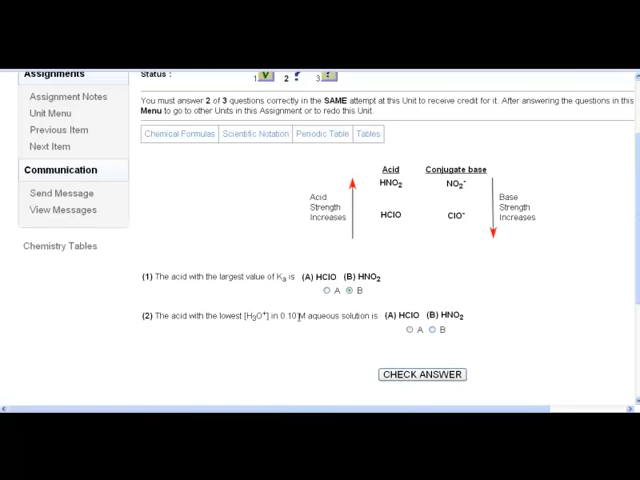 Assignments
Status :
1 2 ? 3 ?
You must answer 2 of 3 questions correctly in the SAME attempt at this Unit to receive credit for it. After answering the questions in this
Menu to go to other Units in this Assignment or to redo this Unit.
Assignment Notes
Unit Menu
Previous Item
Next Item
Communication
Send Message
View Messages
Chemistry Tables
Chemical Formulas Scientific Notation Periodic Table Tables
Acid Conjugate base
HNO₂ NO₂⁻
Acid Strength Increases
Base Strength Increases
HClO ClO⁻
(1) The acid with the largest value of Kₐ is (A) HClO (B) HNO₂
A B
(2) The acid with the lowest [H₃O⁺] in 0.10 M aqueous solution is (A) HClO (B) HNO₂
A B
CHECK ANSWER